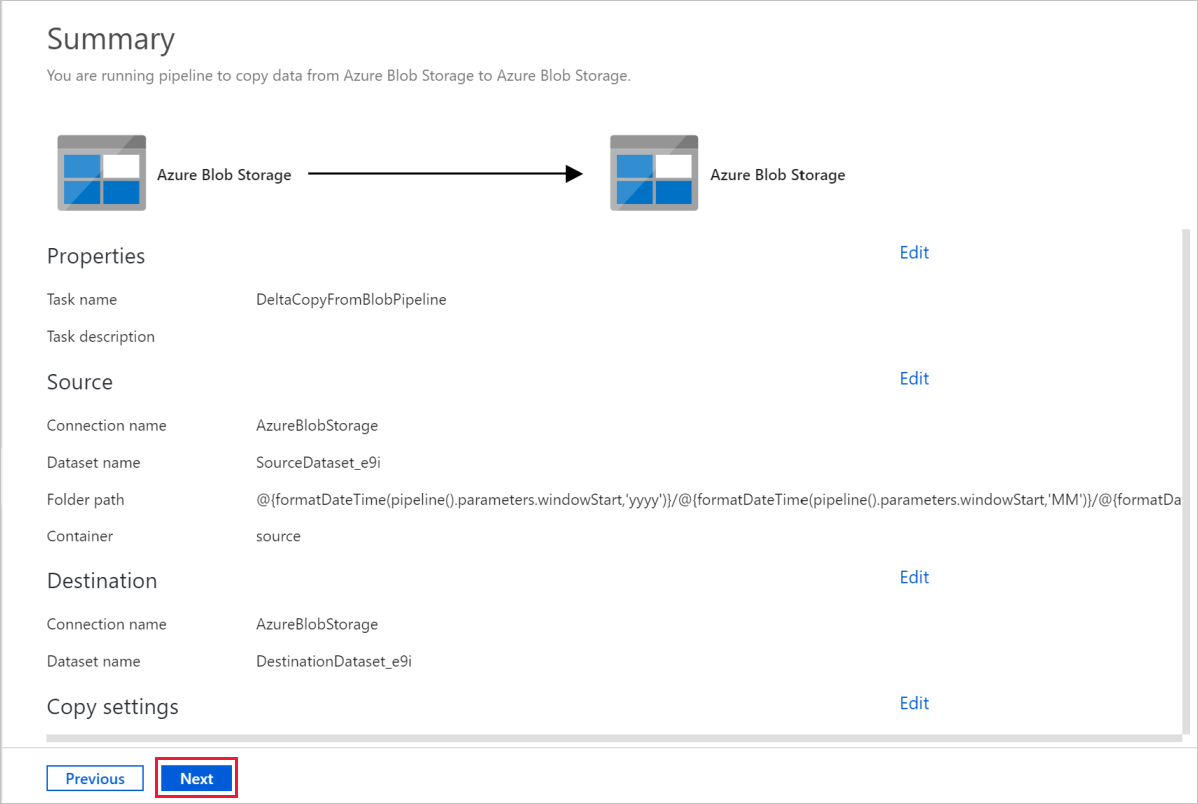 Summary
You are running pipeline to copy data from Azure Blob Storage to Azure Blob Storage.
Azure Blob Storage Azure Blob Storage
Properties Edit
Task name DeltaCopyFromBlobPipeline
Task description
Source Edit
Connection name AzureBlobStorage
Dataset name SourceDataset_e9i
Folder path @{formatDateTime(pipeline().parameters.windowStart,'yyyy')}/@{formatDateTime(pipeline().parameters.windowStart,'MM')}/@{formatDa
Container source
Destination Edit
Connection name AzureBlobStorage
Dataset name DestinationDataset_e9i
Copy settings Edit
Previous Next